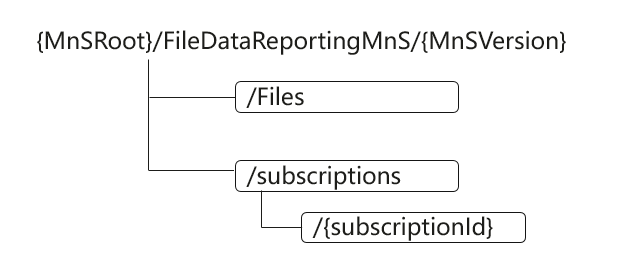 {MnSRoot}/FileDataReportingMnS/{MnSVersion}
/Files
/subscriptions
/{subscriptionId}